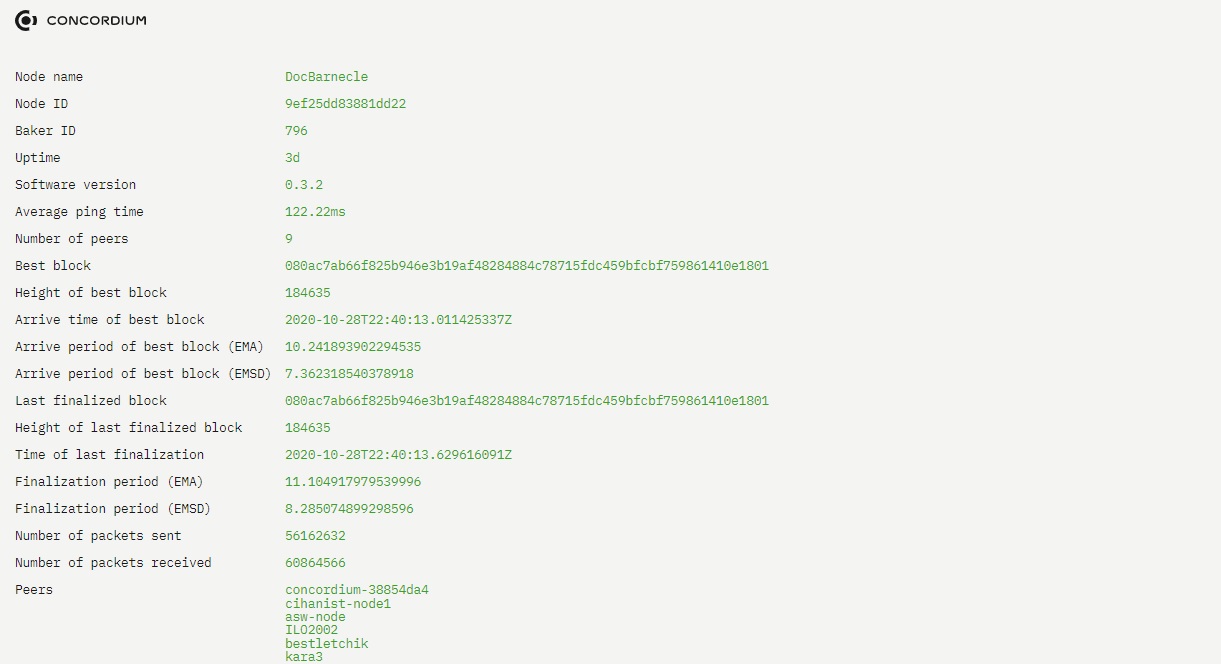 CONCORDIUM
Node name DocBarnecle
Node ID 9ef25dd83881dd22
Baker ID 796
Uptime 3d
Software version 0.3.2
Average ping time 122.22ms
Number of peers 9
Best block 080ac7ab66f825b946e3b19af48284884c78715fdc459bfcbf759861410e1801
Height of best block 184635
Arrive time of best block 2020-10-28T22:40:13.011425337Z
Arrive period of best block (EMA) 10.241893902294535
Arrive period of best block (EMSD) 7.362318540378918
Last finalized block 080ac7ab66f825b946e3b19af48284884c78715fdc459bfcbf759861410e1801
Height of last finalized block 184635
Time of last finalization 2020-10-28T22:40:13.629616091Z
Finalization period (EMA) 11.104917979539996
Finalization period (EMSD) 8.285074899298596
Number of packets sent 56162632
Number of packets received 60864566
Peers concordium-38854da4
cihanist-node1
asw-node
ILO2002
bestletchik
kara3